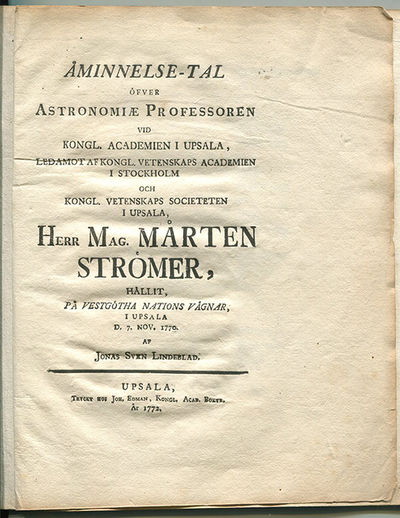 ÅMINNELSE-TAL
ÖFVER
ASTRONOMIÆ PROFESSOREN
VID
KONGL. ACADEMIEN I UPSALA,
LEDAMOT AF KONGL. VETENSKAPS ACADEMIEN
I STOCKHOLM
OCH
KONGL. VETENSKAPS SOCIETETEN
I UPSALA,
HERR MAG. MÅRTEN
STRÖMER,
HÅLLIT,
PÅ VESTGÖTHA NATIONS VÄGNAR,
I UPSALA
D. 7. NOV. 1770.
AF
JONAS SVEN LINDEBLAD.
UPSALA,
TRYCKT HOS JOH. EDMAN, KONGL. ACAD. BOKTR.
ÅR 1772.